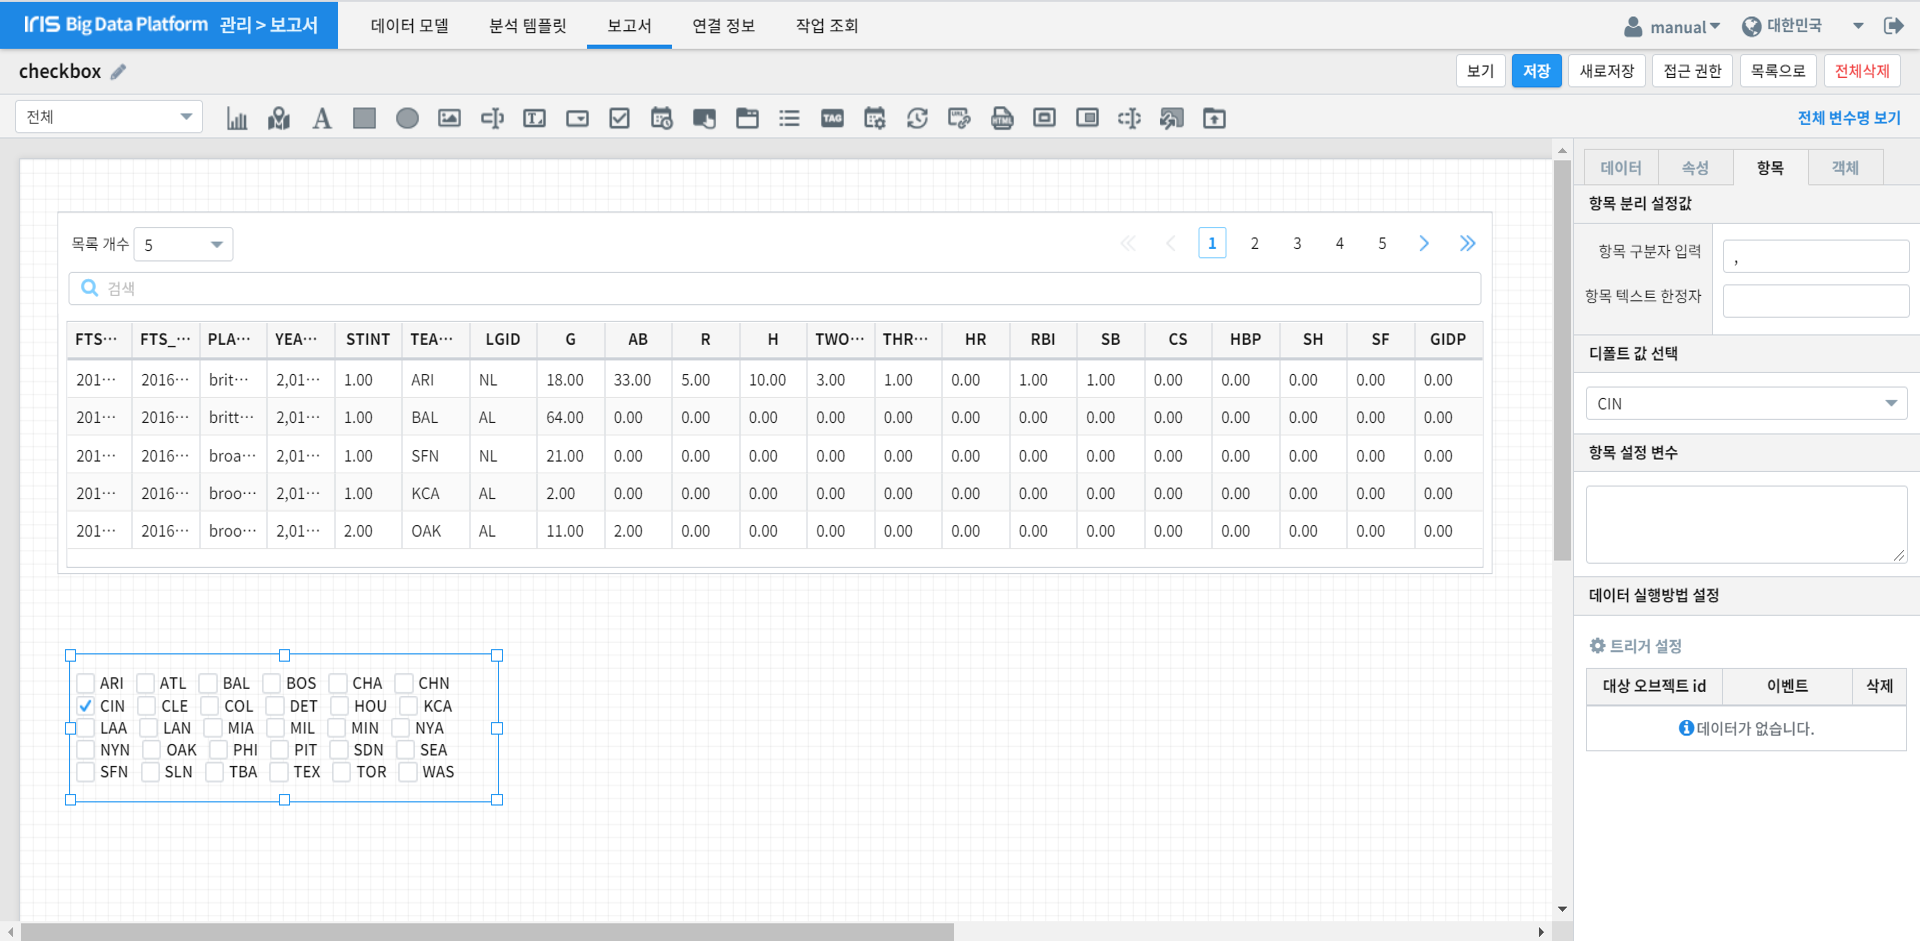 IRIS Big Data Platform 관리 > 보고서 데이터 모델 분석 템플릿 보고서 연결 정보 작업 조회 manual 대한민국
checkbox 보기 저장 새로저장 접근 권한 목록으로 전체삭제
전체 A T HTML TAG 전체 변수명 보기
데이터 속성 항목 객체
항목 분리 설정값
항목 구분자 입력 ,
항목 텍스트 한정자
디폴트 값 선택
CIN
항목 설정 변수
데이터 실행방법 설정
트리거 설정
대상 오브젝트 id 이벤트 삭제
데이터가 없습니다.
목록 개수 5 1 2 3 4 5
검색
FTS··· FTS_··· PLA··· YEA··· STINT TEA··· LGID G AB R H TWO··· THR··· HR RBI SB CS HBP SH SF GIDP
201··· 2016··· brit··· 2,01··· 1.00 ARI NL 18.00 33.00 5.00 10.00 3.00 1.00 0.00 1.00 1.00 0.00 0.00 0.00 0.00 0.00
201··· 2016··· britt··· 2,01··· 1.00 BAL AL 64.00 0.00 0.00 0.00 0.00 0.00 0.00 0.00 0.00 0.00 0.00 0.00 0.00 0.00
201··· 2016··· broa··· 2,01··· 1.00 SFN NL 21.00 0.00 0.00 0.00 0.00 0.00 0.00 0.00 0.00 0.00 0.00 0.00 0.00 0.00
201··· 2016··· broo··· 2,01··· 1.00 KCA AL 2.00 0.00 0.00 0.00 0.00 0.00 0.00 0.00 0.00 0.00 0.00 0.00 0.00 0.00
201··· 2016··· broo··· 2,01··· 2.00 OAK AL 11.00 2.00 0.00 0.00 0.00 0.00 0.00 0.00 0.00 0.00 0.00 0.00 0.00 0.00
ARI ATL BAL BOS CHA CHN
CIN CLE COL DET HOU KCA
LAA LAN MIA MIL MIN NYA
NYN OAK PHI PIT SDN SEA
SFN SLN TBA TEX TOR WAS